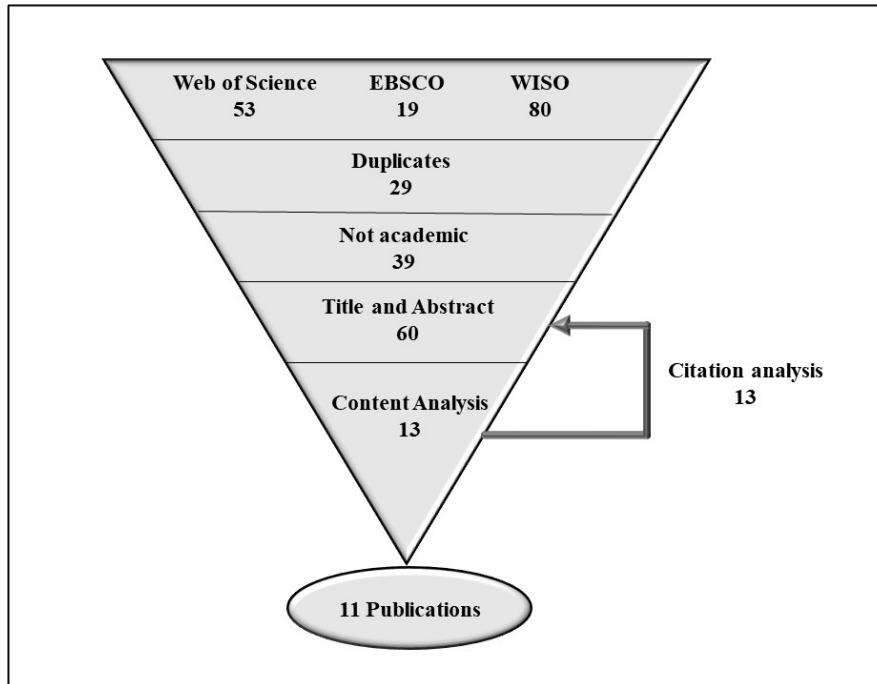 Web of Science EBSCO WISO
53 19 80
Duplicates
29
Not academic
39
Title and Abstract
60
Content Analysis
13
Citation analysis
13
11 Publications